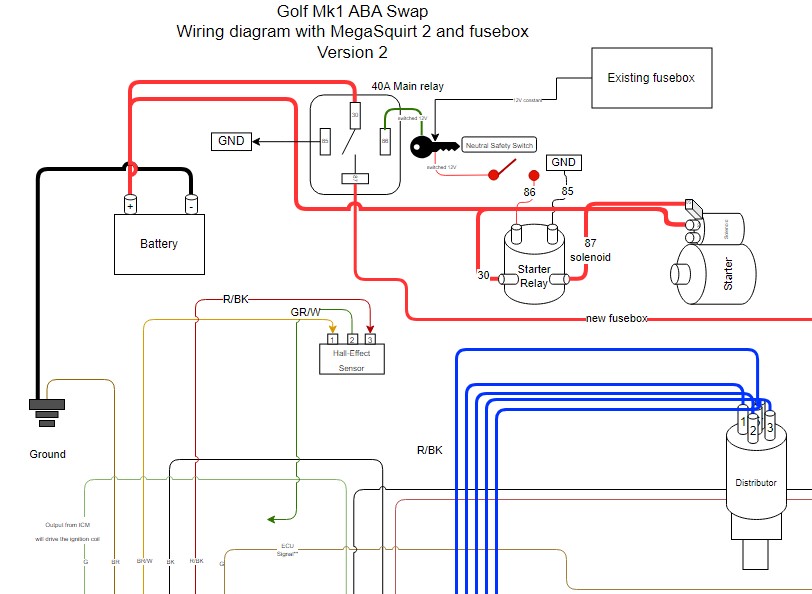 Golf Mk1 ABA Swap
Wiring diagram with MegaSquirt 2 and fusebox
Version 2
40A Main relay
Existing fusebox
12V constant
30
switched 12V
GND
85
86
87
Neutral Safety Switch
switched 12V
GND
86
85
+
-
Battery
87
solenoid
Solenoid
Starter
30
Starter
Relay
new fusebox
R/BK
GR/W
1
2
3
Hall-Effect
Sensor
Ground
R/BK
1
2
3
Distributor
Output from ICM
will drive the ignition coil
ECU
Signal**
G
BR
BR/W
BK
R/BK
G